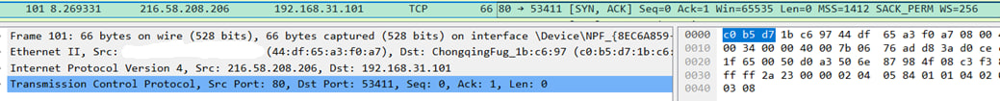 101 8.269331 216.58.208.206 192.168.31.101 TCP 66 80 → 53411 [SYN, ACK] Seq=0 Ack=1 Win=65535 Len=0 MSS=1412 SACK_PERM WS=256
Frame 101: 66 bytes on wire (528 bits), 66 bytes captured (528 bits) on interface \Device\NPF_{8EC6A859-
Ethernet II, Src: (44:df:65:a3:f0:a7), Dst: ChongqingFug_1b:c6:97 (c0:b5:d7:1b:c6:
Internet Protocol Version 4, Src: 216.58.208.206, Dst: 192.168.31.101
Transmission Control Protocol, Src Port: 80, Dst Port: 53411, Seq: 0, Ack: 1, Len: 0
0000 c0 b5 d7 1b c6 97 44 df 65 a3 f0 a7 08 00
0010 00 34 00 00 40 00 7b 06 76 ad d8 3a d0 ce
0020 1f 65 00 50 d0 a3 50 6e 87 98 4f 08 c3 f3
0030 ff ff 2a 23 00 00 02 04 05 84 01 01 04 02
0040 03 08